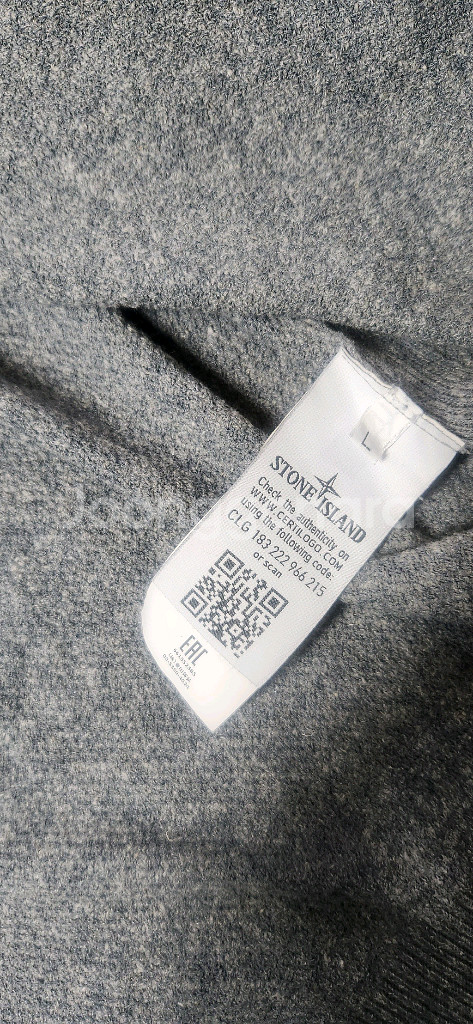 L
STONE ISLAND
Check the authenticity on
WWW.CERTILOGO.COM
using the following code:
CLG 183 222 966 215
or scan
EAC